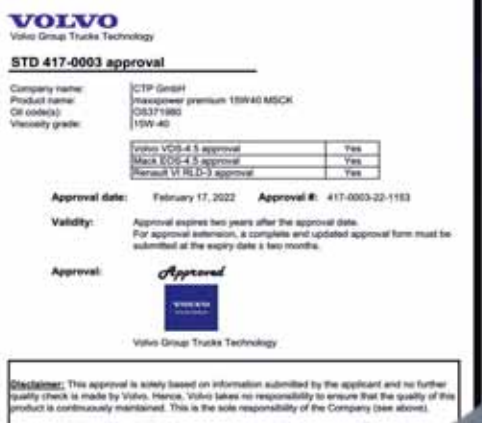 VOLVO
Volvo Group Trucks Technology
STD 417-0003 approval
Company name: CTP GmbH
Product name: maxxpower premium 15W40 MSCK
Oil code(s): OS371980
Viscosity grade: 15W-40
Volvo VDS-4.5 approval Yes
Mack EOS-4.5 approval Yes
Renault VI RLD-3 approval Yes
Approval date: February 17, 2022 Approval #: 417-0003-22-1153
Validity: Approval expires two years after the approval date.
For approval extension, a complete and updated approval form must be
submitted at the expiry date ± two months.
Approval: Approved
VOLVO
Volvo Group Trucks Technology
Disclaimer: This approval is solely based on information submitted by the applicant and no further
quality check is made by Volvo. Hence, Volvo takes no responsibility to ensure that the quality of this
product is continuously maintained. This is the sole responsibility of the Company (see above).